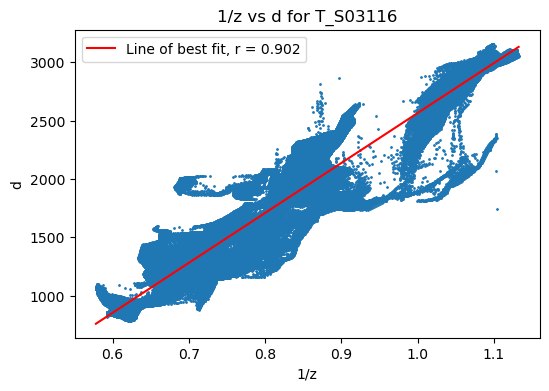 1/z vs d for T_S03116
Line of best fit, r = 0.902
3000
2500
2000
1500
1000
d
0.6 0.7 0.8 0.9 1.0 1.1
1/z